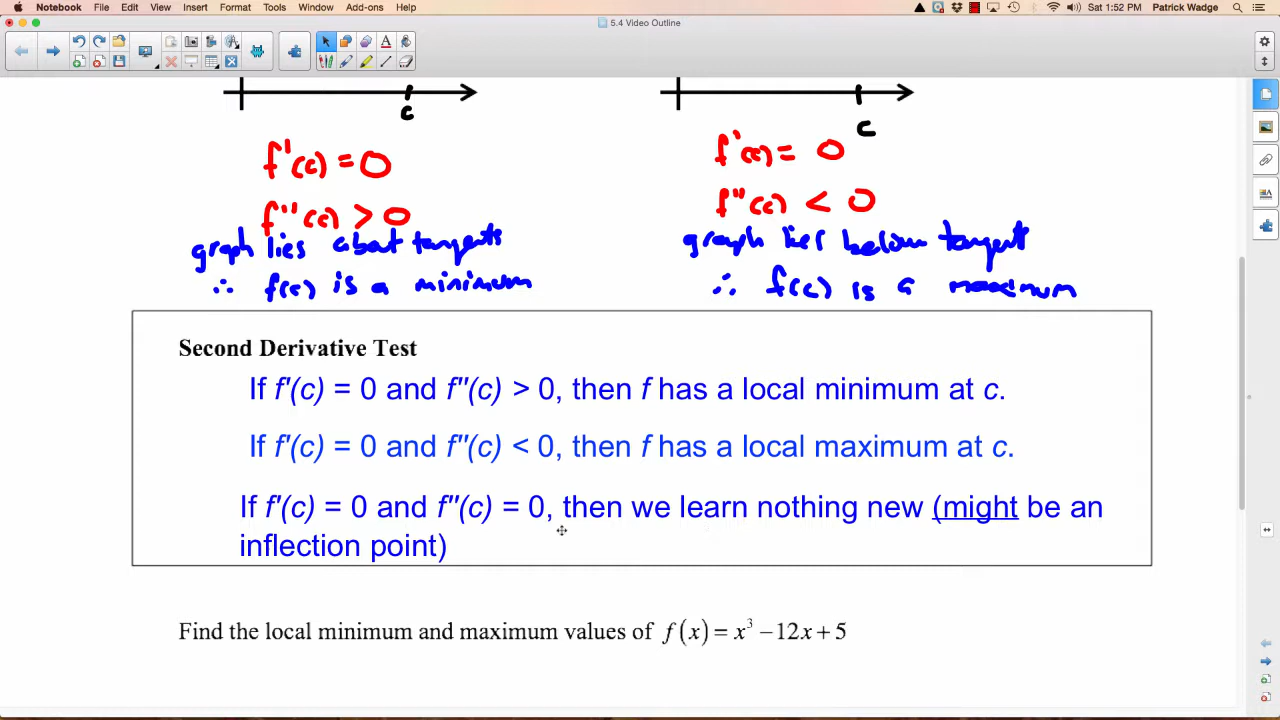 Notebook File Edit View Insert Format Tools Window Add-ons Help Sat 1:52 PM Patrick Wadge
5.4 Video Outline
c c
f'(c) = 0 f'(c) = 0
f''(c) > 0 f''(c) < 0
graph lies about tangents graph lies below tangent
∴ f(c) is a minimum ∴ f(c) is a maximum
Second Derivative Test
If f'(c) = 0 and f''(c) > 0, then f has a local minimum at c.
If f'(c) = 0 and f''(c) < 0, then f has a local maximum at c.
If f'(c) = 0 and f''(c) = 0, then we learn nothing new (might be an
inflection point)
Find the local minimum and maximum values of f(x) = x³ − 12x + 5